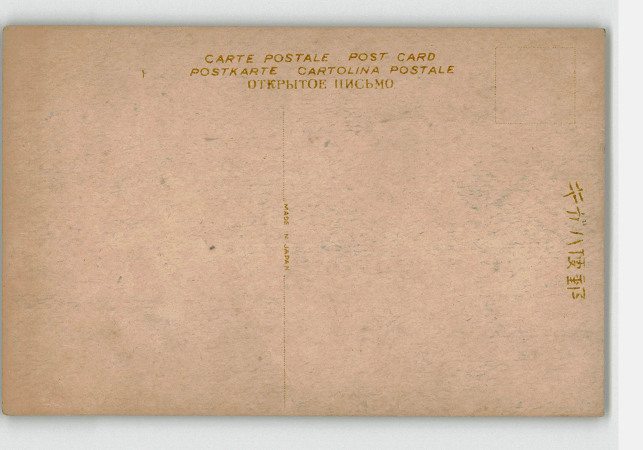 CARTE POSTALE POST CARD
POSTKARTE CARTOLINA POSTALE
ОТКРЫТОЕ ПИСЬМО
MADE IN JAPAN
キガハ便郵